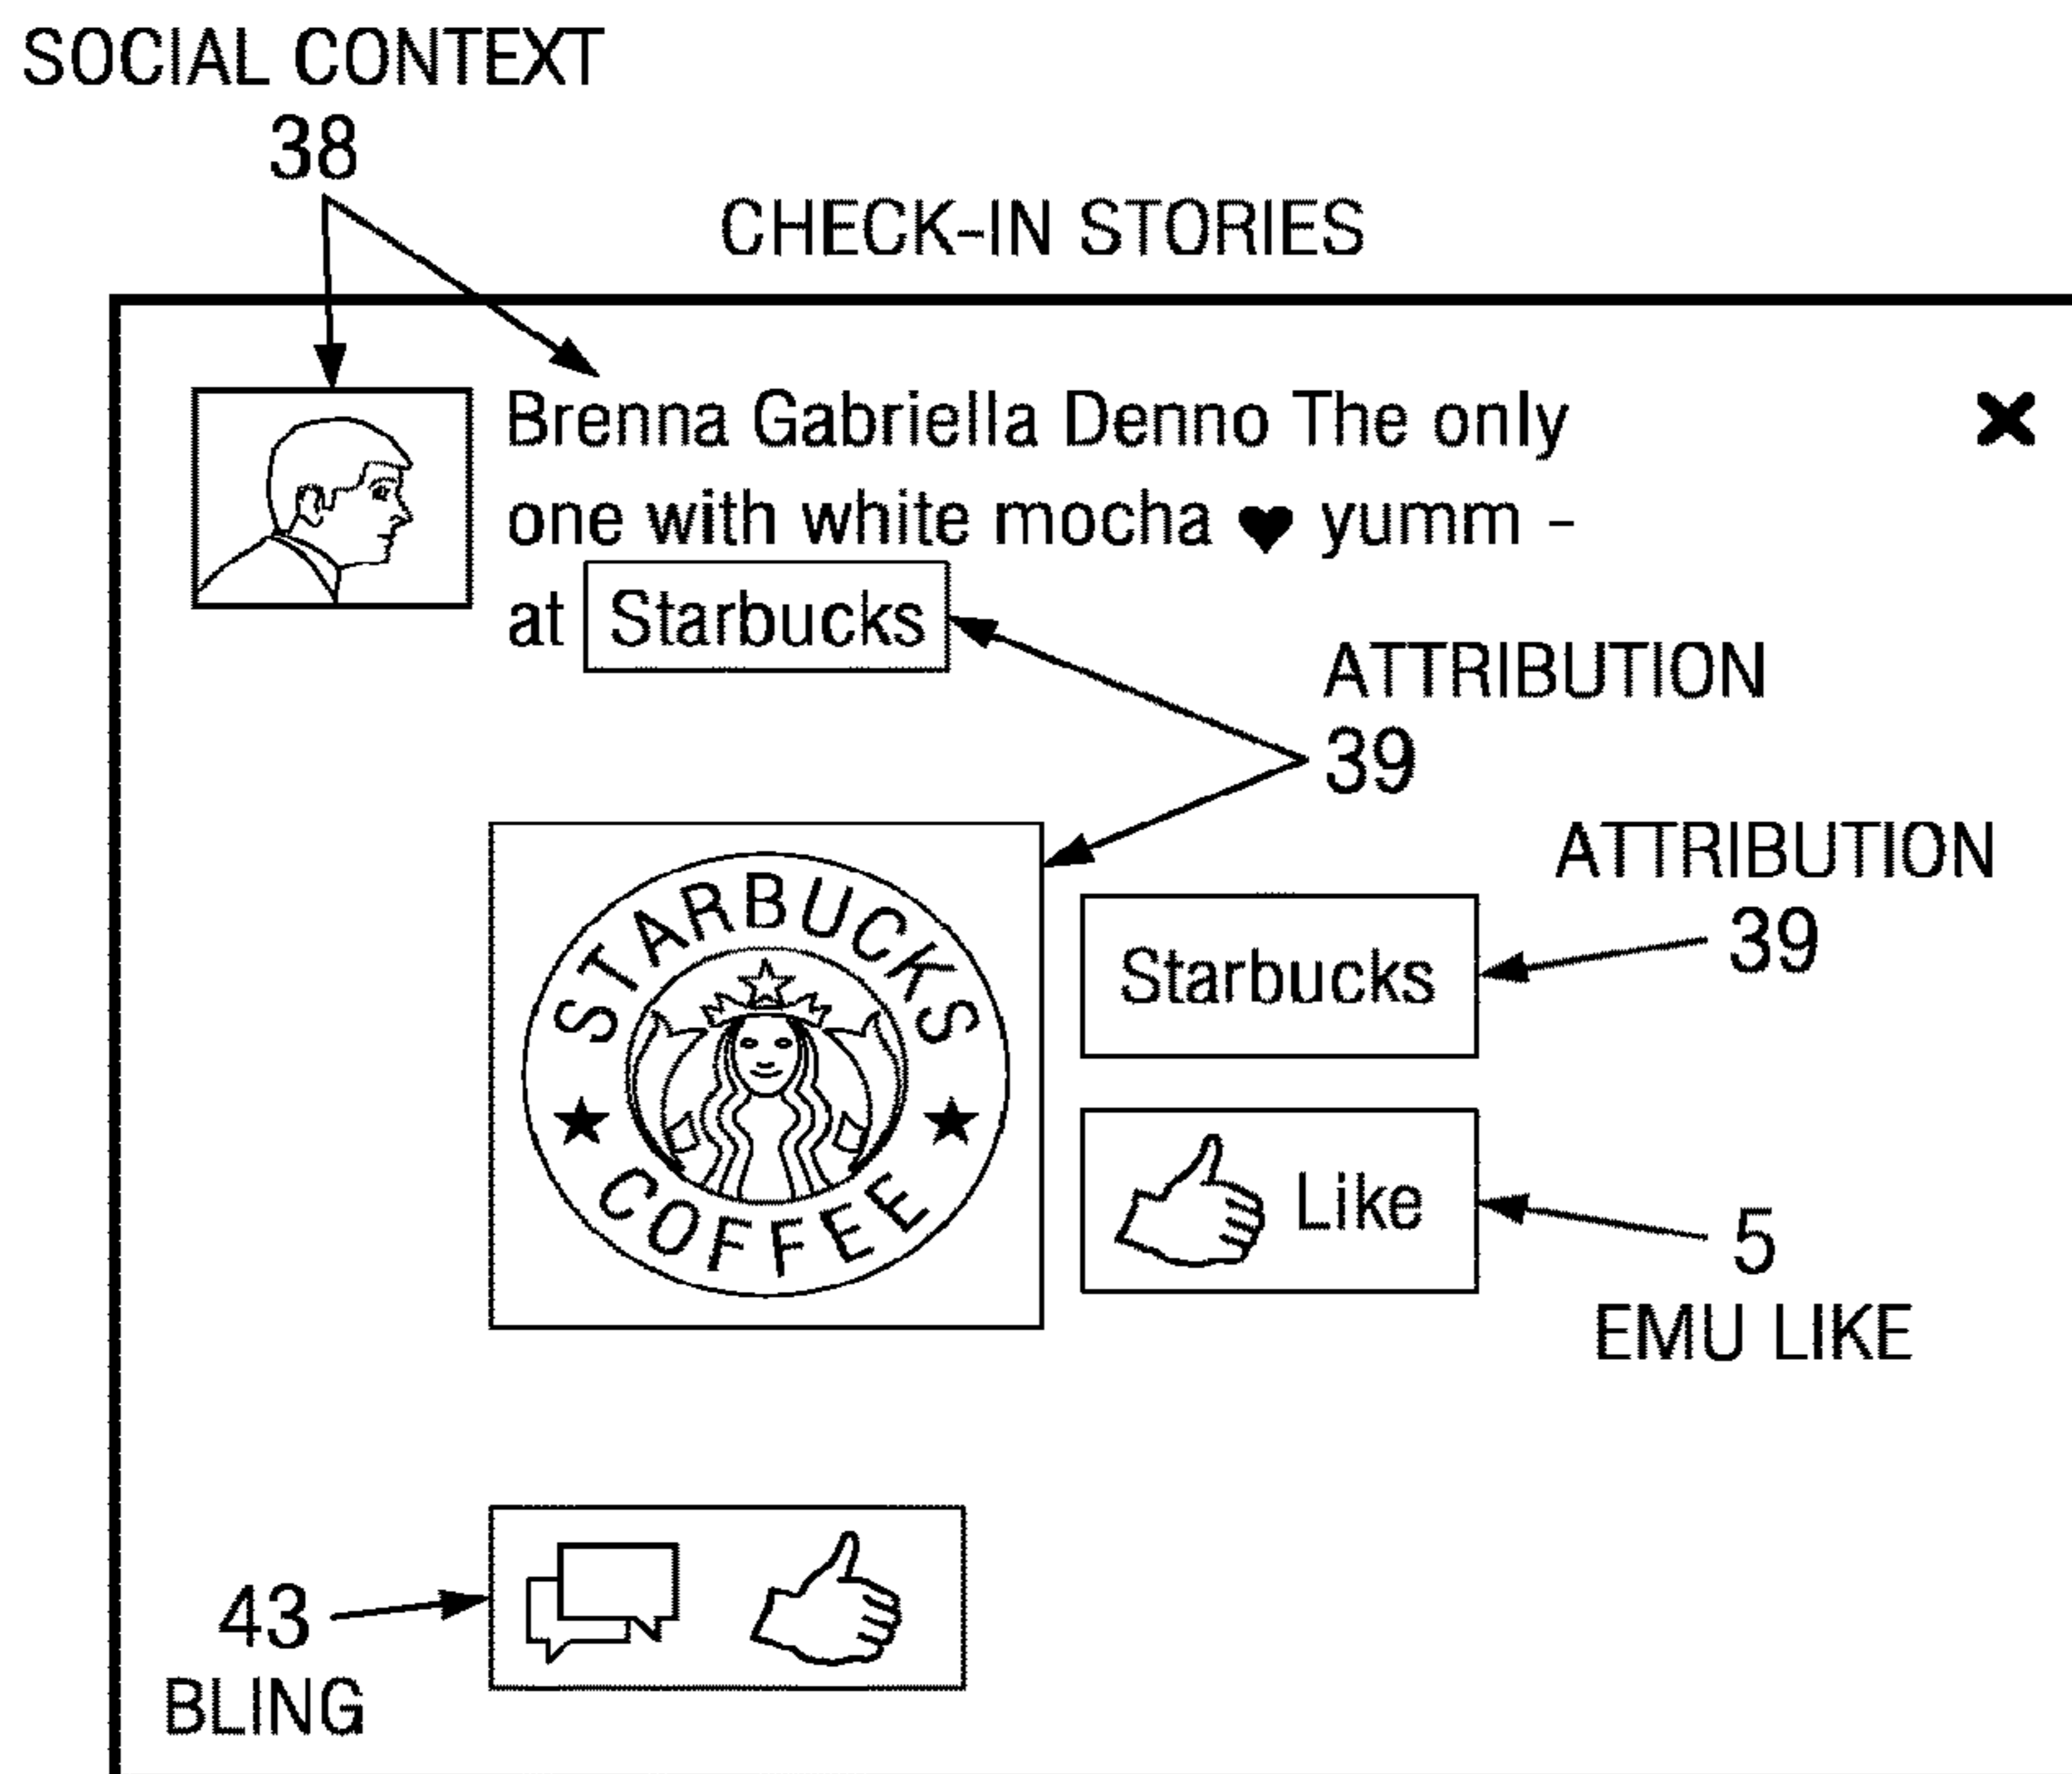 SOCIAL CONTEXT
38
CHECK-IN STORIES
Brenna Gabriella Denno The only
one with white mocha ♥ yumm -
at Starbucks
ATTRIBUTION
39
ATTRIBUTION
39
STARBUCKS
COFFEE
Starbucks
Like
5
EMU LIKE
43
BLING